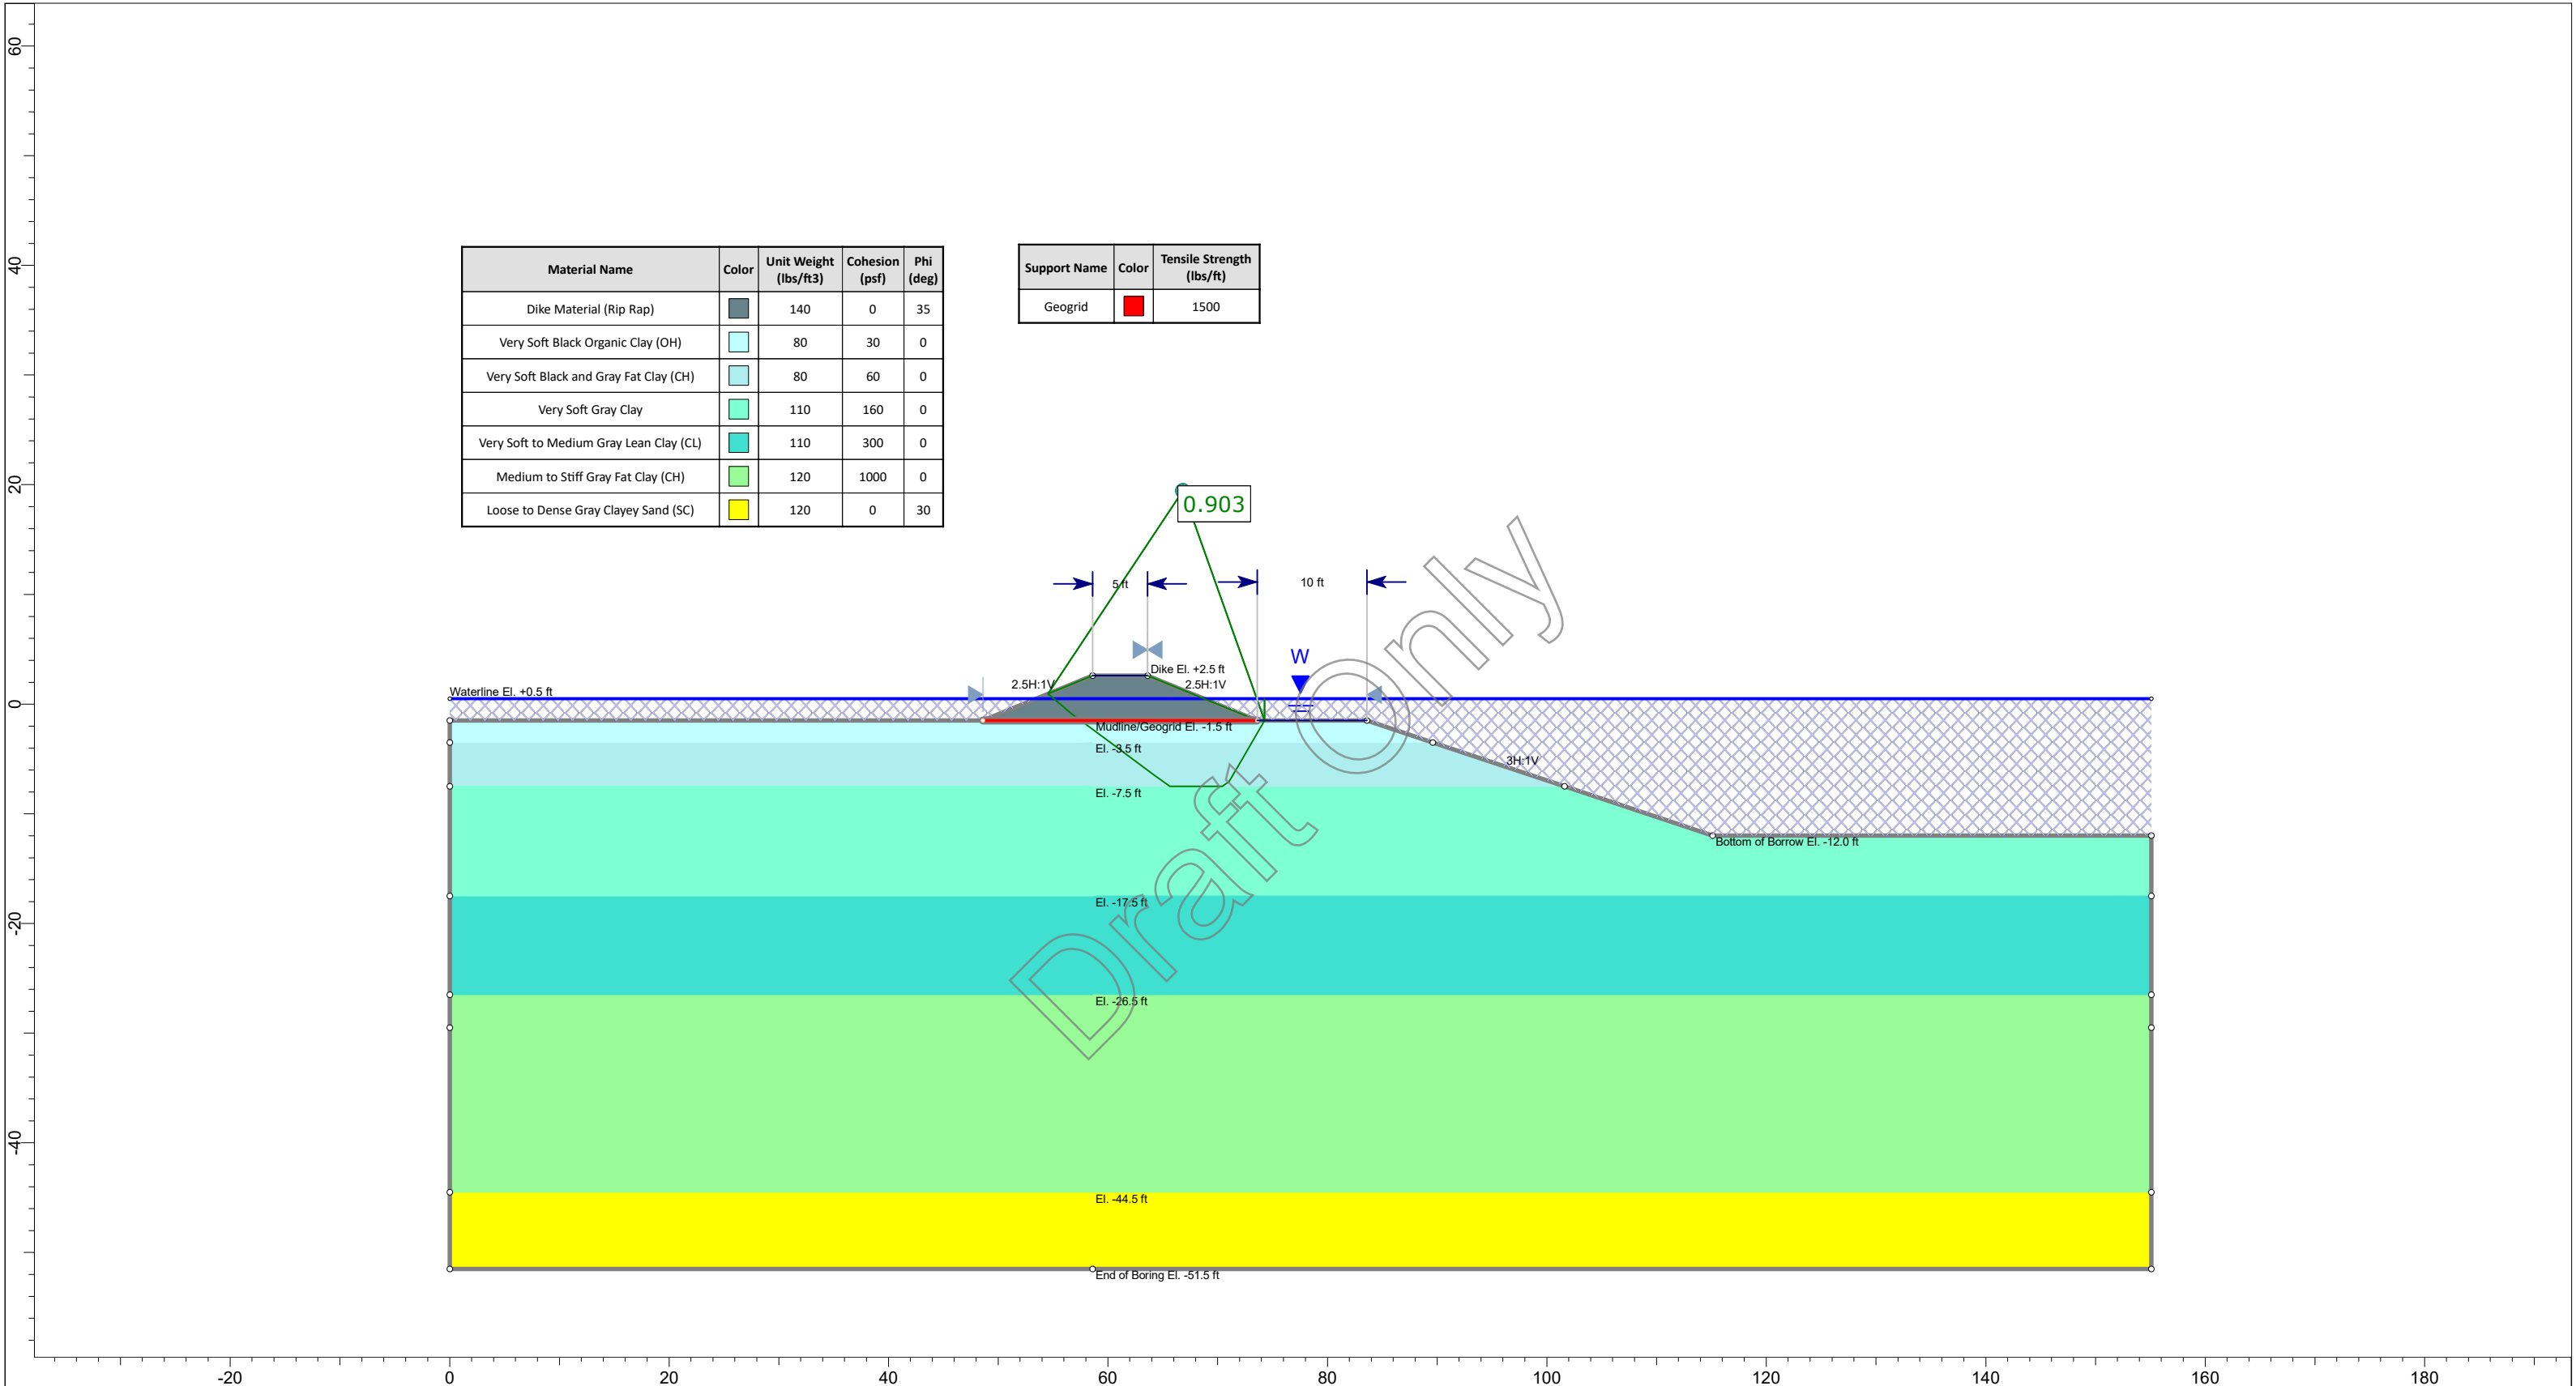 60
40
20
0
-20
-40
Material Name Color Unit Weight (lbs/ft3) Cohesion (psf) Phi (deg)
Dike Material (Rip Rap) 140 0 35
Very Soft Black Organic Clay (OH) 80 30 0
Very Soft Black and Gray Fat Clay (CH) 80 60 0
Very Soft Gray Clay 110 160 0
Very Soft to Medium Gray Lean Clay (CL) 110 300 0
Medium to Stiff Gray Fat Clay (CH) 120 1000 0
Loose to Dense Gray Clayey Sand (SC) 120 0 30
Support Name Color Tensile Strength (lbs/ft)
Geogrid 1500
0.903
5 ft
10 ft
W
Dike El. +2.5 ft
2.5H:1V
2.5H:1V
Waterline El. +0.5 ft
Mudline/Geogrid El. -1.5 ft
El. -3.5 ft
3H:1V
El. -7.5 ft
Bottom of Borrow El. -12.0 ft
El. -17.5 ft
El. -26.5 ft
El. -44.5 ft
End of Boring El. -51.5 ft
Draft Only
-20 0 20 40 60 80 100 120 140 160 180